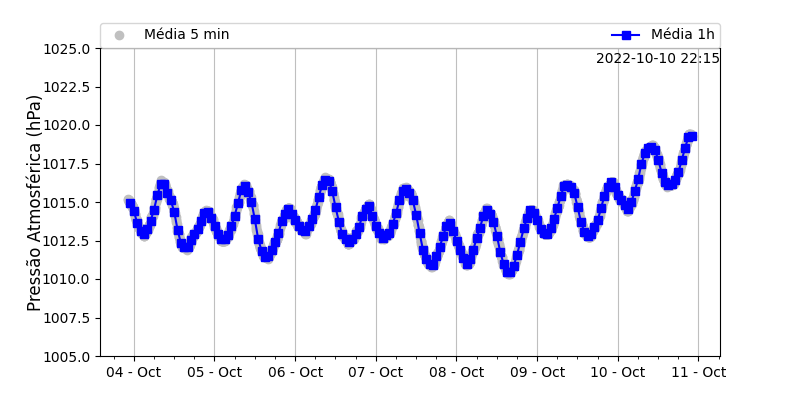 Média 5 min
Média 1h
2022-10-10 22:15
Pressão Atmosférica (hPa)
1025.0
1022.5
1020.0
1017.5
1015.0
1012.5
1010.0
1007.5
1005.0
04 - Oct
05 - Oct
06 - Oct
07 - Oct
08 - Oct
09 - Oct
10 - Oct
11 - Oct